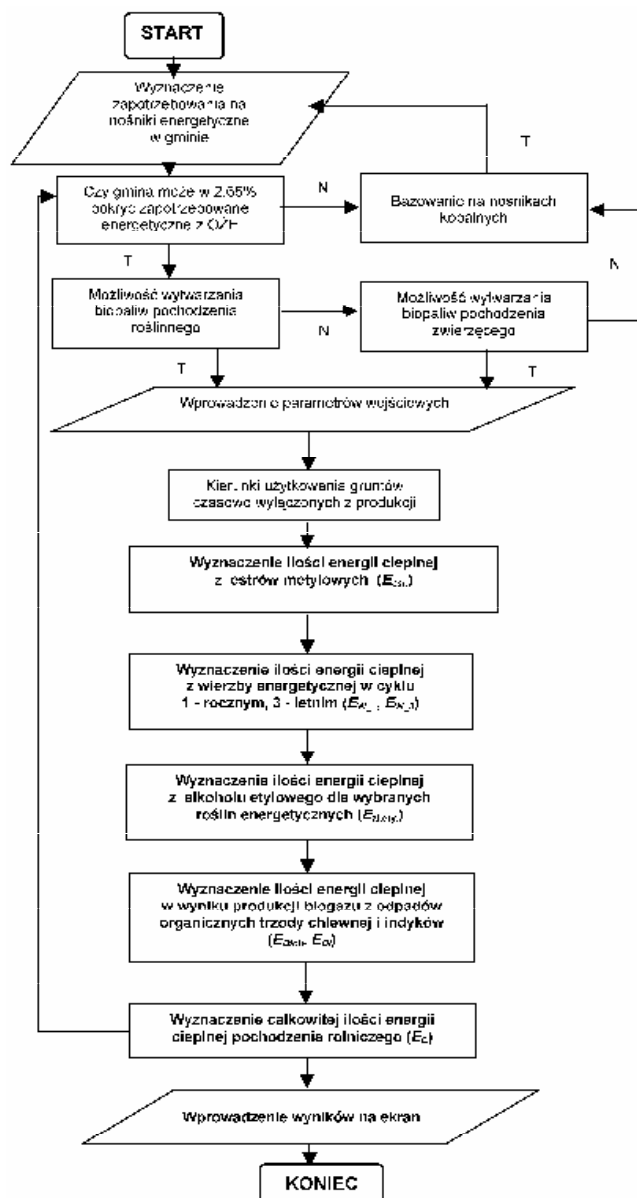 START
Wyznaczenie
zapotrzebowania na
nośniki energetyczne
w gminie
T
Czy gmina może w 2.65%
pokryć zapotrzebowane
energetyczne z OŹE
N
Bazowanie na nośnikach
kopalnych
T
N
Możliwość wytwarzania
biopaliw pochodzenia
roślinnego
N
Możliwość wytwarzania
biopaliw pochodzenia
zwierzęcego
T
T
Wprowadzenie parametrów wejściowych
Kierunki użytkowania gruntów
czasowo wyłączonych z produkcji
Wyznaczenie ilości energii cieplnej
z estrów metylowych
Wyznaczenie ilości energii cieplnej
z wierzby energetycznej w cyklu
1 - rocznym, 3 - letnim
Wyznaczenie ilości energii cieplnej
z alkoholu etylowego dla wybranych
roślin energetycznych
Wyznaczenie ilości energii cieplnej
w wyniku produkcji biogazu z odpadów
organicznych trzody chlewnej i indyków
Wyznaczenie całkowitej ilości energii
cieplnej pochodzenia rolniczego
Wprowadzenie wyników na ekran
KONIEC